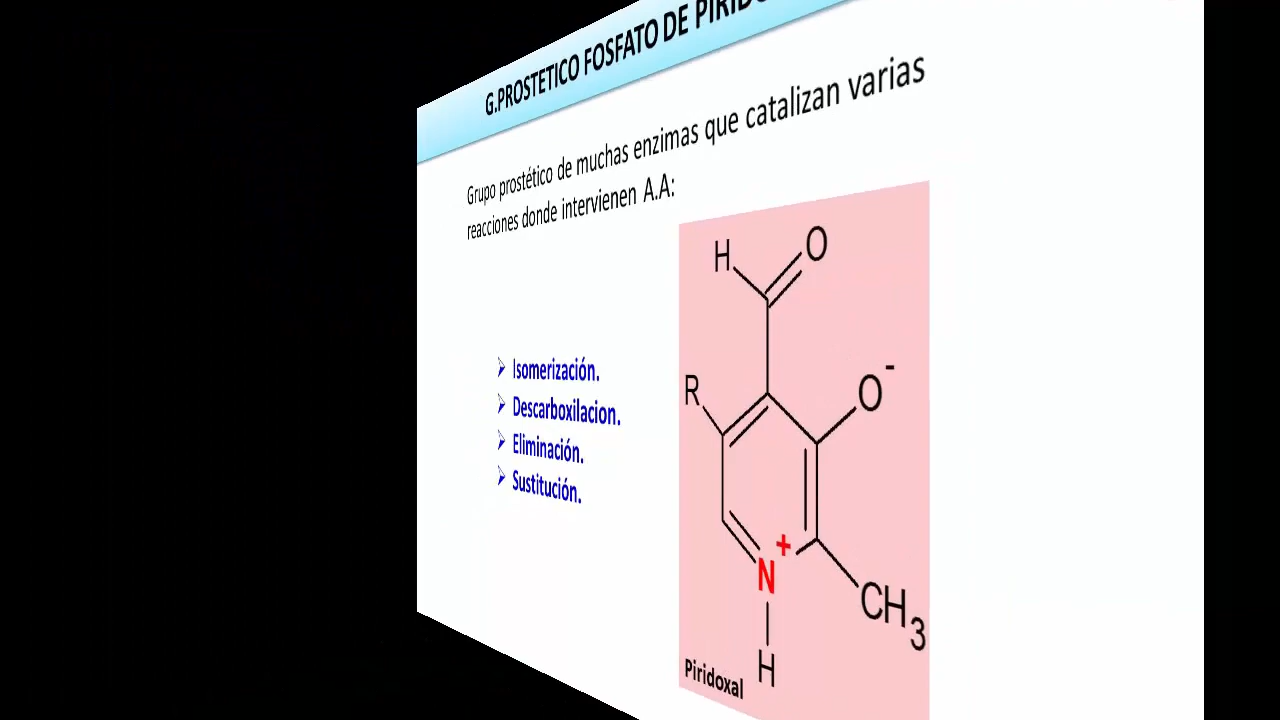 G.PROSTETICO FOSFATO DE
Grupo prostético de muchas enzimas que catalizan varias
reacciones donde intervienen A.A:
H
O
R
O-
Isomerización.
Descarboxilacion.
Eliminación.
Sustitución.
+
N
CH3
H
Piridoxal